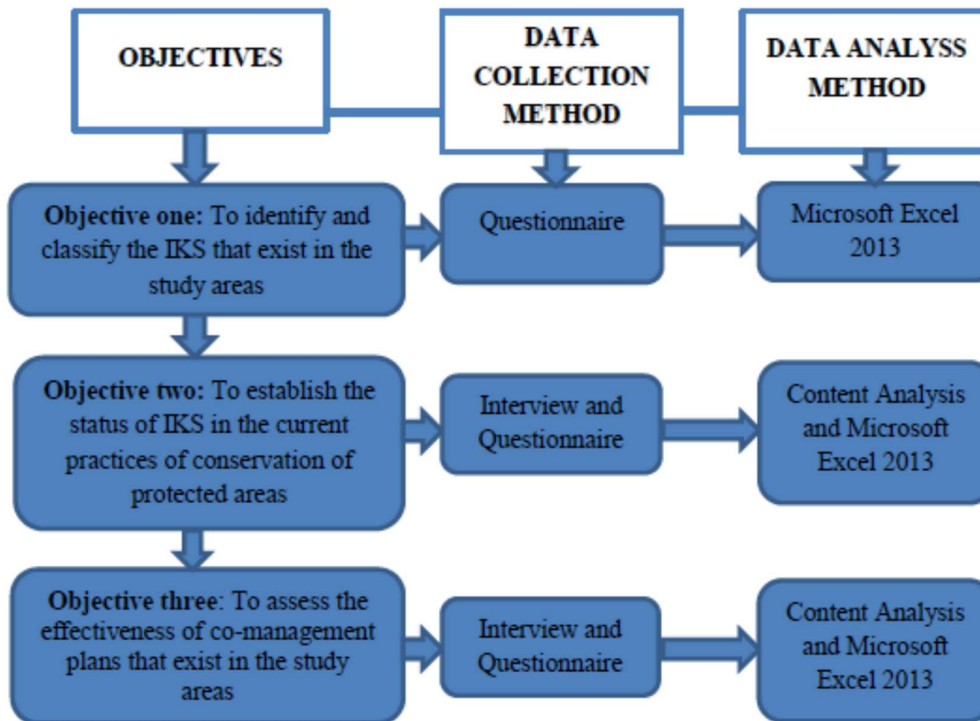 OBJECTIVES
DATA
COLLECTION
METHOD
DATA ANALYSS
METHOD
Objective one: To identify and
classify the IKS that exist in the
study areas
Questionnaire
Microsoft Excel
2013
Objective two: To establish the
status of IKS in the current
practices of conservation of
protected areas
Interview and
Questionnaire
Content Analysis
and Microsoft
Excel 2013
Objective three: To assess the
effectiveness of co-management
plans that exist in the study
areas
Interview and
Questionnaire
Content Analysis
and Microsoft
Excel 2013